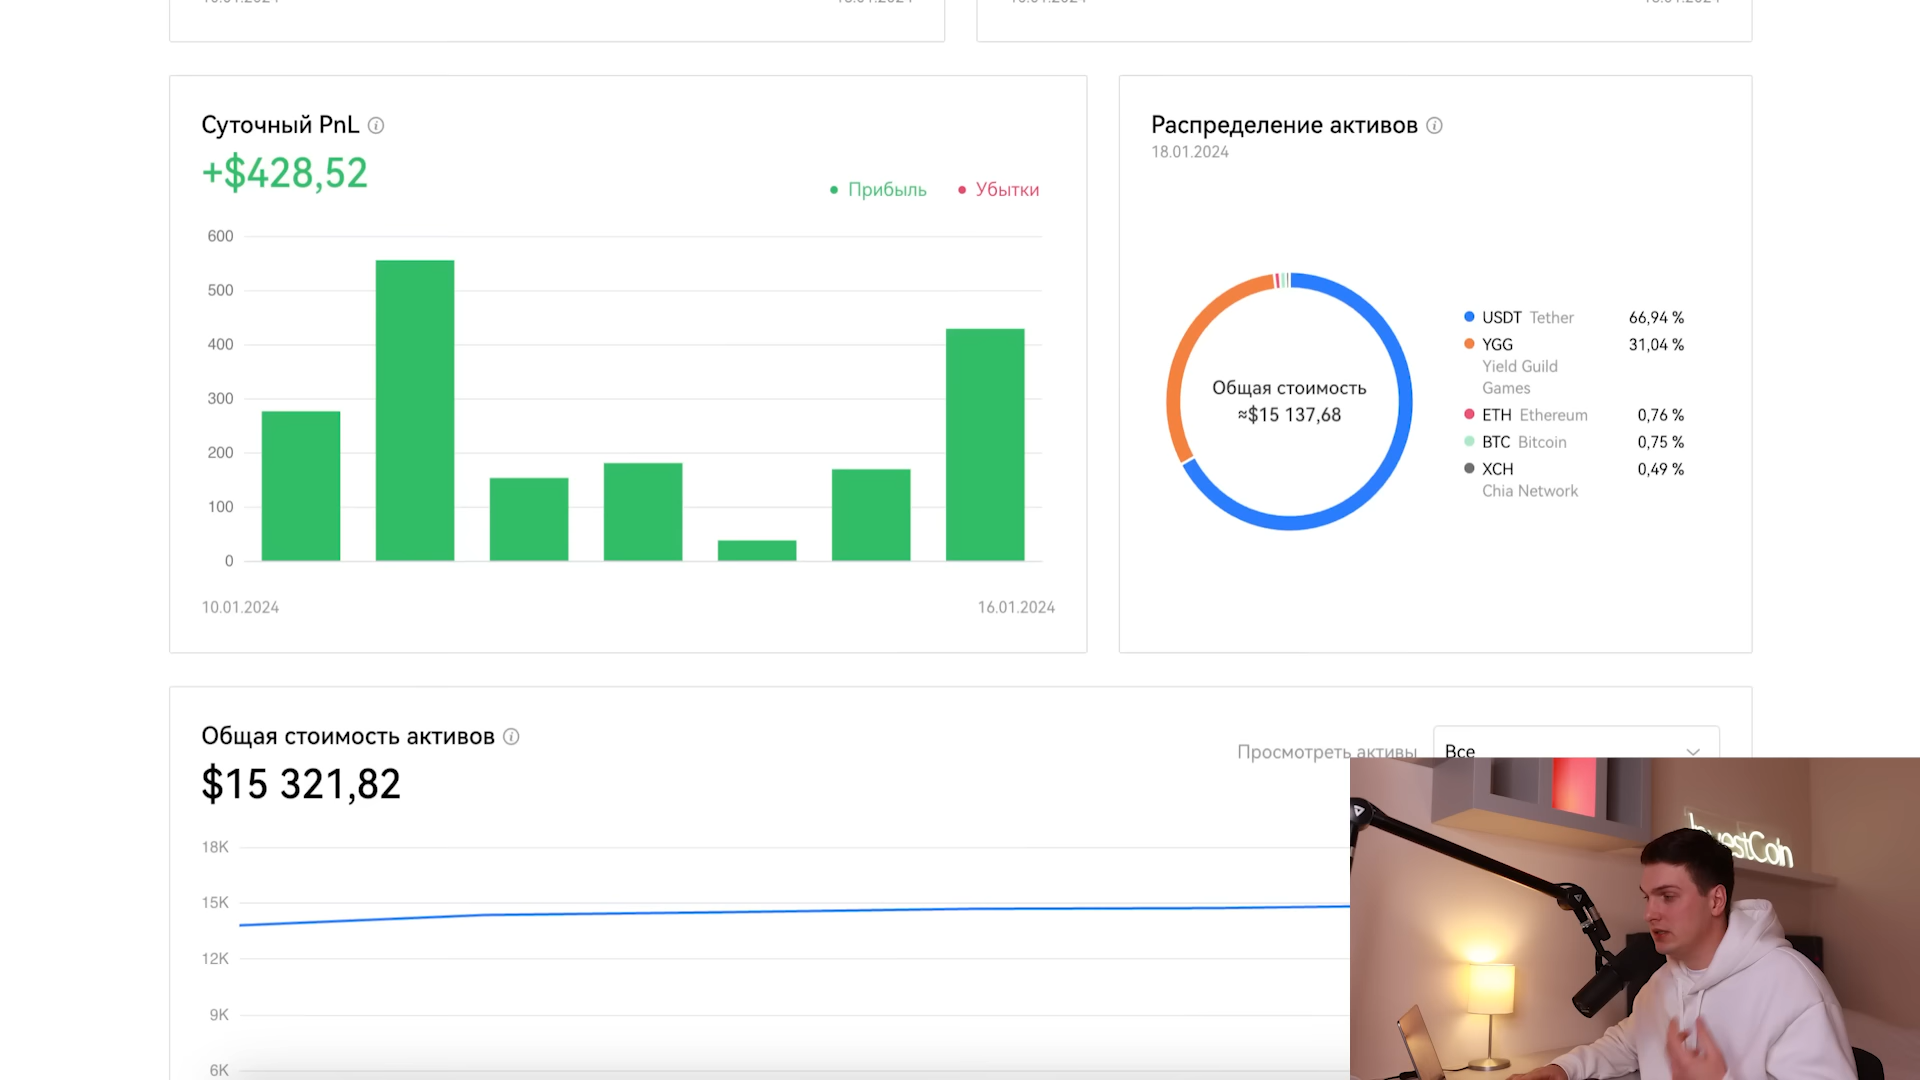 Суточный PnL
+$428,52
Прибыль
Убытки
600
500
400
300
200
100
0
10.01.2024
16.01.2024
Распределение активов
18.01.2024
Общая стоимость
≈$15 137,68
USDT Tether 66,94 %
YGG 31,04 %
Yield Guild
Games
ETH Ethereum 0,76 %
BTC Bitcoin 0,75 %
XCH 0,49 %
Chia Network
Общая стоимость активов
$15 321,82
Просмотреть активы
Все
18K
15K
12K
9K
6K
InvestCoin